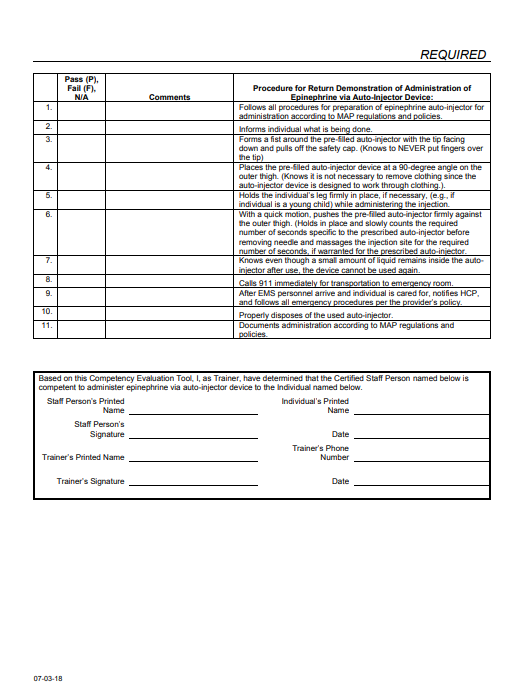 REQUIRED
Pass (P),
Fail (F),
N/A
Comments
Procedure for Return Demonstration of Administration of
Epinephrine via Auto-Injector Device:
1.
Follows all procedures for preparation of epinephrine auto-injector for
administration according to MAP regulations and policies.
2.
Informs individual what is being done.
3.
Forms a fist around the pre-filled auto-injector with the tip facing
down and pulls off the safety cap. (Knows to NEVER put fingers over
the tip)
4.
Places the pre-filled auto-injector device at a 90-degree angle on the
outer thigh. (Knows it is not necessary to remove clothing since the
auto-injector device is designed to work through clothing.).
5.
Holds the individual's leg firmly in place, if necessary, (e.g., if
individual is a young child) while administering the injection.
6.
With a quick motion, pushes the pre-filled auto-injector firmly against
the outer thigh. (Holds in place and slowly counts the required
number of seconds specific to the prescribed auto-injector before
removing needle and massages the injection site for the required
number of seconds, if warranted for the prescribed auto-injector.
7.
Knows even though a small amount of liquid remains inside the auto-
injector after use, the device cannot be used again.
8.
Calls 911 immediately for transportation to emergency room.
9.
After EMS personnel arrive and individual is cared for, notifies HCP,
and follows all emergency procedures per the provider's policy.
10.
Properly disposes of the used auto-injector.
11.
Documents administration according to MAP regulations and
policies.
Based on this Competency Evaluation Tool, I, as Trainer, have determined that the Certified Staff Person named below is
competent to administer epinephrine via auto-injector device to the Individual named below.
Staff Person's Printed
Name
Individual's Printed
Name
Staff Person's
Signature
Date
Trainer's Printed Name
Trainer's Phone
Number
Trainer's Signature
Date
07-03-18